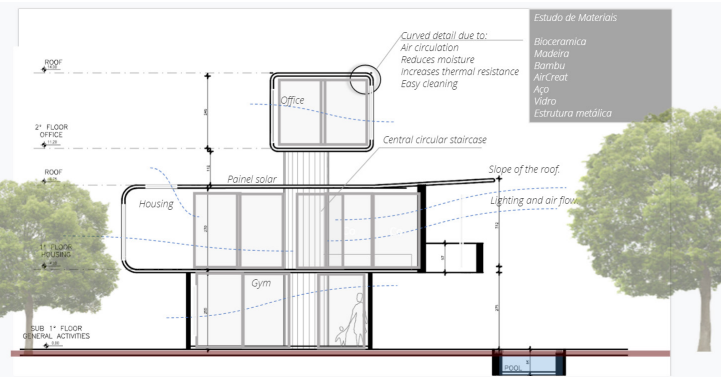 Curved detail due to:
Air circulation
Reduces moisture
Increases thermal resistance
Easy cleaning
Estudo de Materiais
Bioceramica
Madeira
Bambu
AirCreat
Aço
Vidro
Estrutura metálica
ROOF
Office
2° FLOOR
OFFICE
Central circular staircase
ROOF
Painel solar
Slope of the roof.
Housing
Lighting and air flow
1° FLOOR
HOUSING
Gym
SUB 1° FLOOR
GENERAL ACTIVITIES
POOL